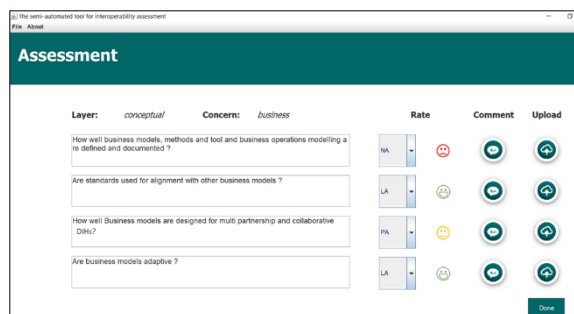 The semi-automated tool for interoperability assessment
File About
Assessment
Layer: conceptual Concern: business Rate Comment Upload
How well business models, methods and tool and business operations modelling a
re defined and documented ?
NA
Are standards used for alignment with other business models ?
LA
How well Business models are designed for multi partnership and collaborative
DIHs?
PA
Are business models adaptive ?
LA
Done